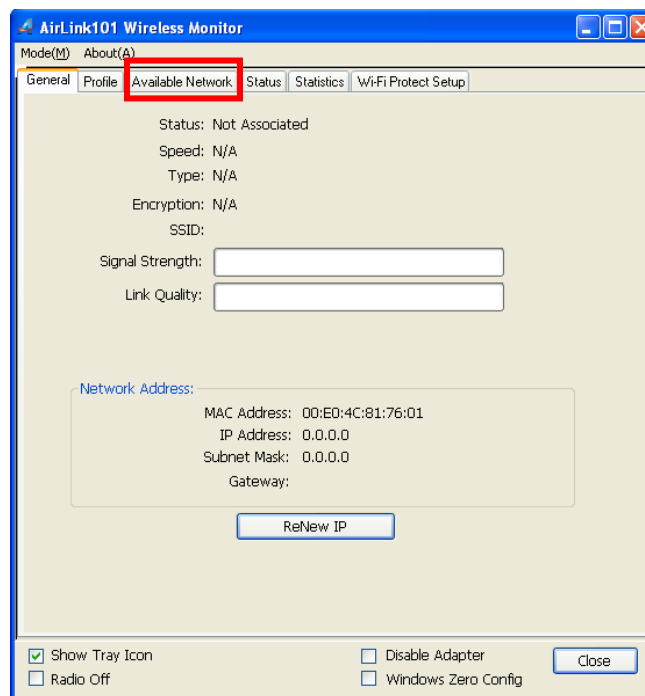 AirLink101 Wireless Monitor
Mode(M) About(A)
General Profile Available Network Status Statistics Wi-Fi Protect Setup
Status: Not Associated
Speed: N/A
Type: N/A
Encryption: N/A
SSID:
Signal Strength:
Link Quality:
Network Address:
MAC Address: 00:E0:4C:81:76:01
IP Address: 0.0.0.0
Subnet Mask: 0.0.0.0
Gateway:
ReNew IP
Show Tray Icon Disable Adapter Close
Radio Off Windows Zero Config